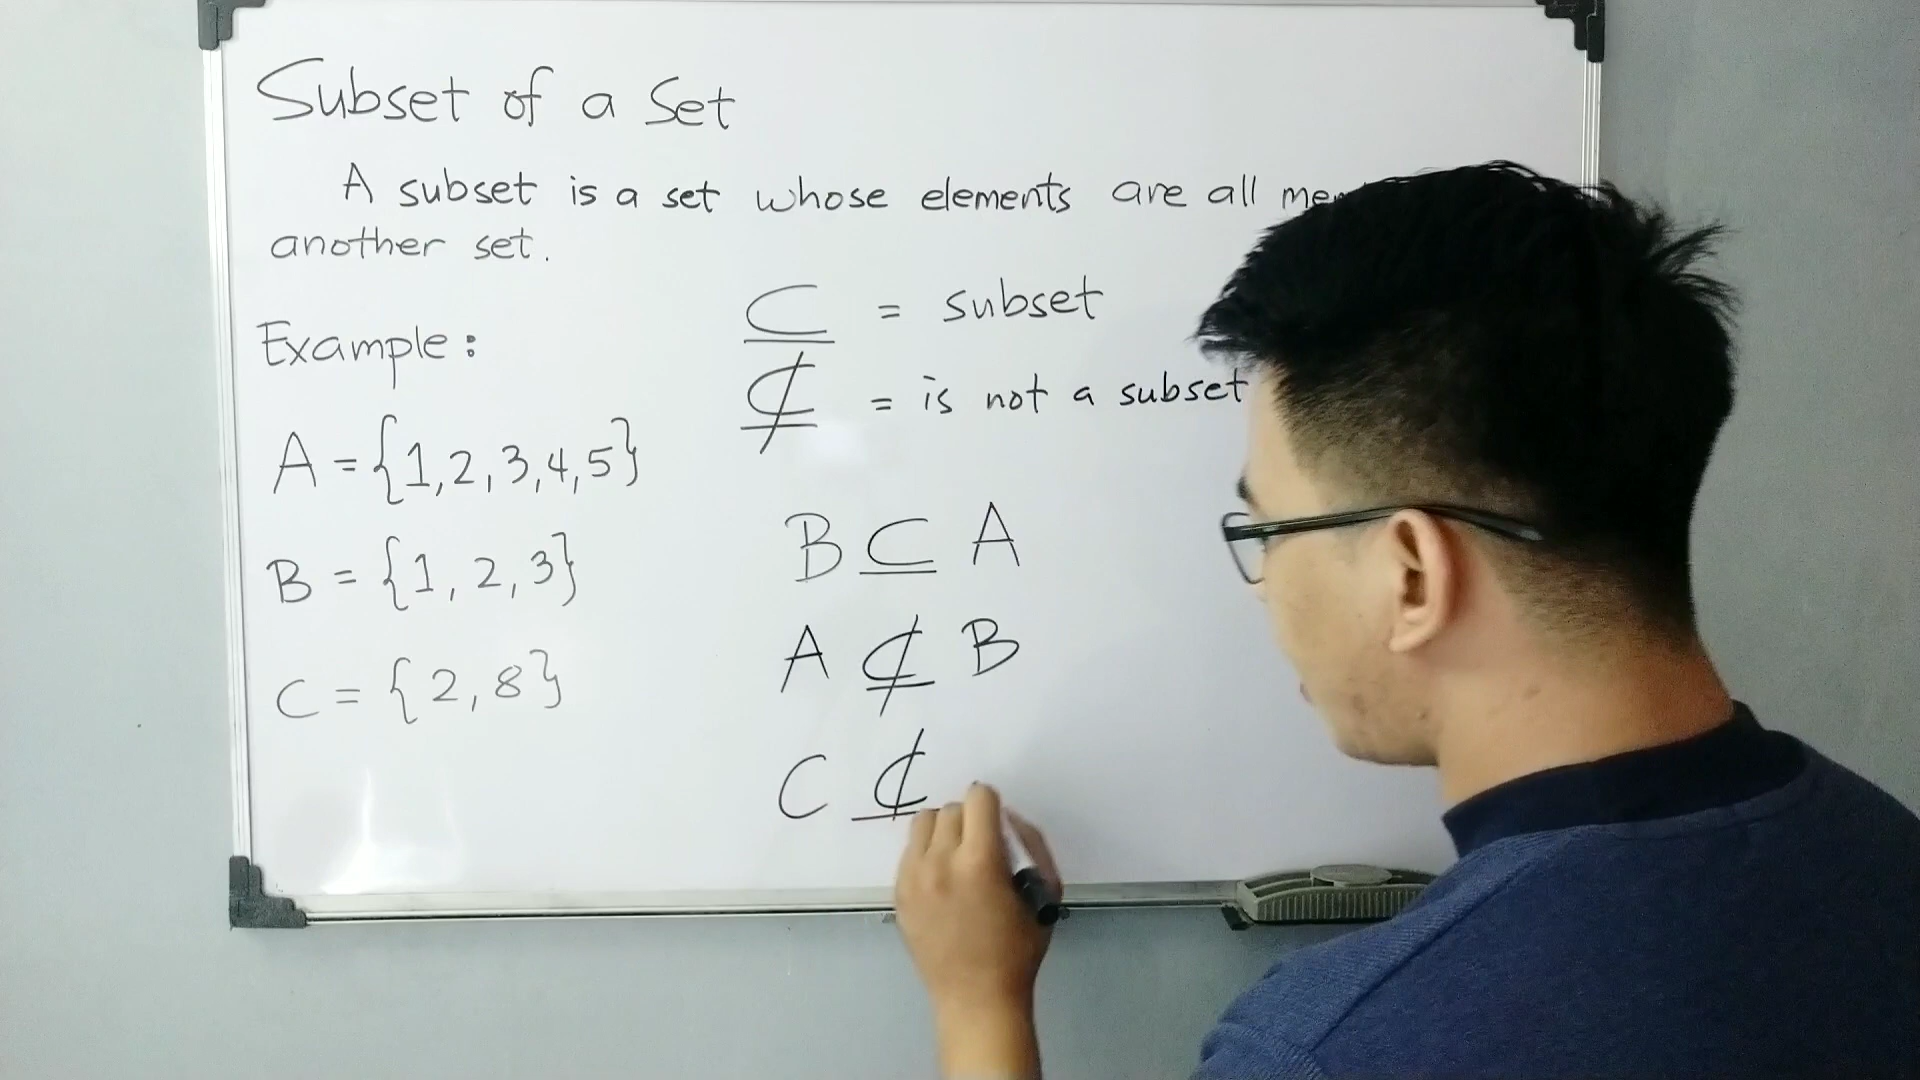 Subset of a Set
A subset is a set whose elements are all
another set.
⊆ = subset
Example:
⊈ = is not a subset
A = {1,2,3,4,5}
B ⊆ A
B = {1, 2, 3}
A ⊈ B
C = {2,8}
C ⊈